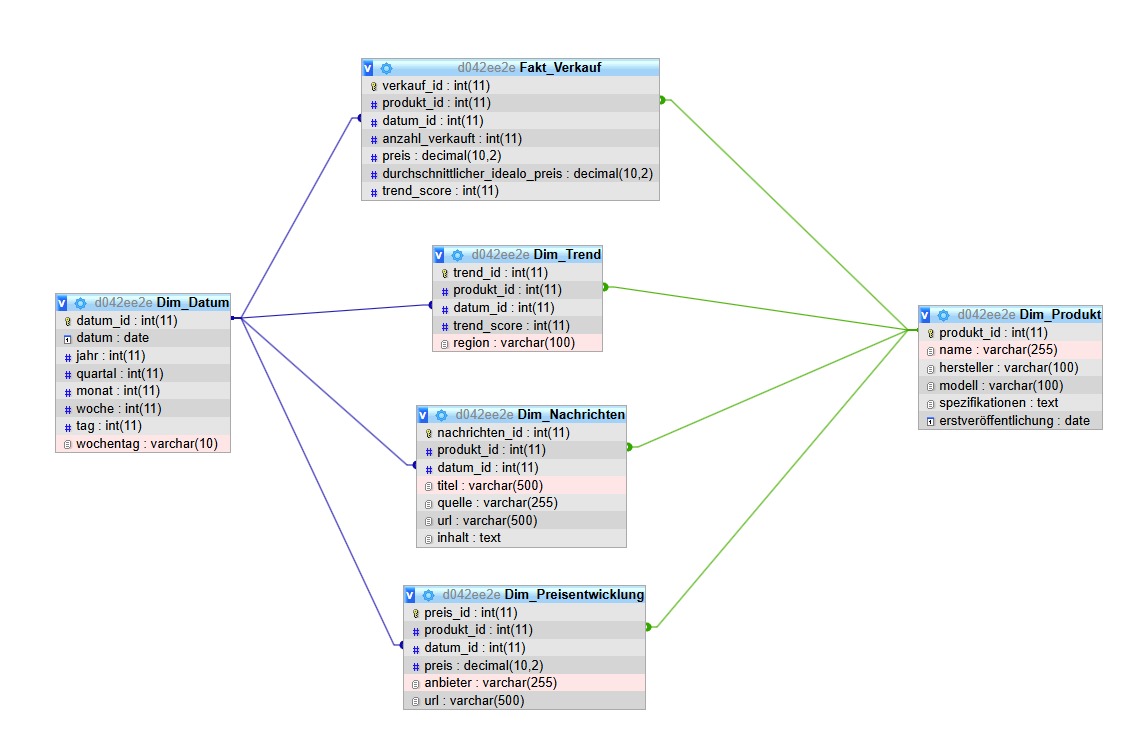 v d042ee2e Fakt_Verkauf
verkauf_id : int(11)
# produkt_id : int(11)
# datum_id : int(11)
# anzahl_verkauft : int(11)
# preis : decimal(10,2)
# durchschnittlicher_idealo_preis : decimal(10,2)
# trend_score : int(11)
v d042ee2e Dim_Trend
trend_id : int(11)
# produkt_id : int(11)
# datum_id : int(11)
# trend_score : int(11)
region : varchar(100)
v d042ee2e Dim_Datum
datum_id : int(11)
datum : date
# jahr : int(11)
# quartal : int(11)
# monat : int(11)
# woche : int(11)
# tag : int(11)
wochentag : varchar(10)
v d042ee2e Dim_Produkt
produkt_id : int(11)
name : varchar(255)
hersteller : varchar(100)
modell : varchar(100)
spezifikationen : text
erstveröffentlichung : date
v d042ee2e Dim_Nachrichten
nachrichten_id : int(11)
# produkt_id : int(11)
# datum_id : int(11)
titel : varchar(500)
quelle : varchar(255)
url : varchar(500)
inhalt : text
v d042ee2e Dim_Preisentwicklung
preis_id : int(11)
# produkt_id : int(11)
# datum_id : int(11)
# preis : decimal(10,2)
anbieter : varchar(255)
url : varchar(500)